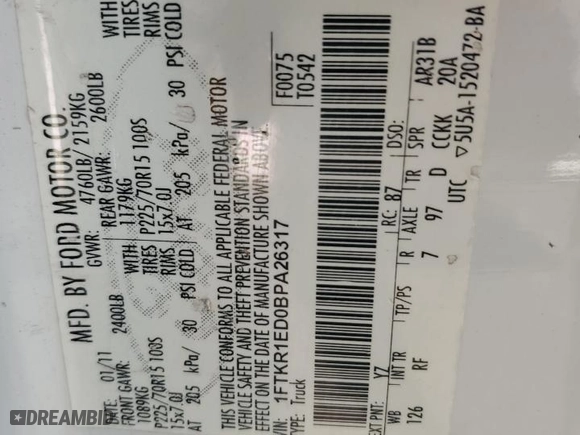 MFD. BY FORD MOTOR CO.
DATE: 01/11 GVWR: 4760LB/ 2159KG
FRONT GAWR: 2400LB REAR GAWR: 2600LB
1089KG 1179KG WITH
P225/70R15 100S TIRES P225/70R15 100S TIRES
15x7.0J RIMS 15x7.0J RIMS
AT 205 kPa/ 30 PSI COLD AT 205 kPa/ 30 PSI COLD
THIS VEHICLE CONFORMS TO ALL APPLICABLE FEDERAL MOTOR
VEHICLE SAFETY AND THEFT PREVENTION STANDARDS IN
EFFECT ON THE DATE OF MANUFACTURE SHOWN ABOVE.
VIN: 1FTKR1ED0BPA26317 F0075
TYPE: Truck T0542
EXT PNT: YZ RC: B7 DSO:
WB INT TR TP/PS R AXLE TR SPR AR31B
126 RF 7 97 D CCKK 20A
UTC ▽5U5A-1520472-BA
DREAMBID